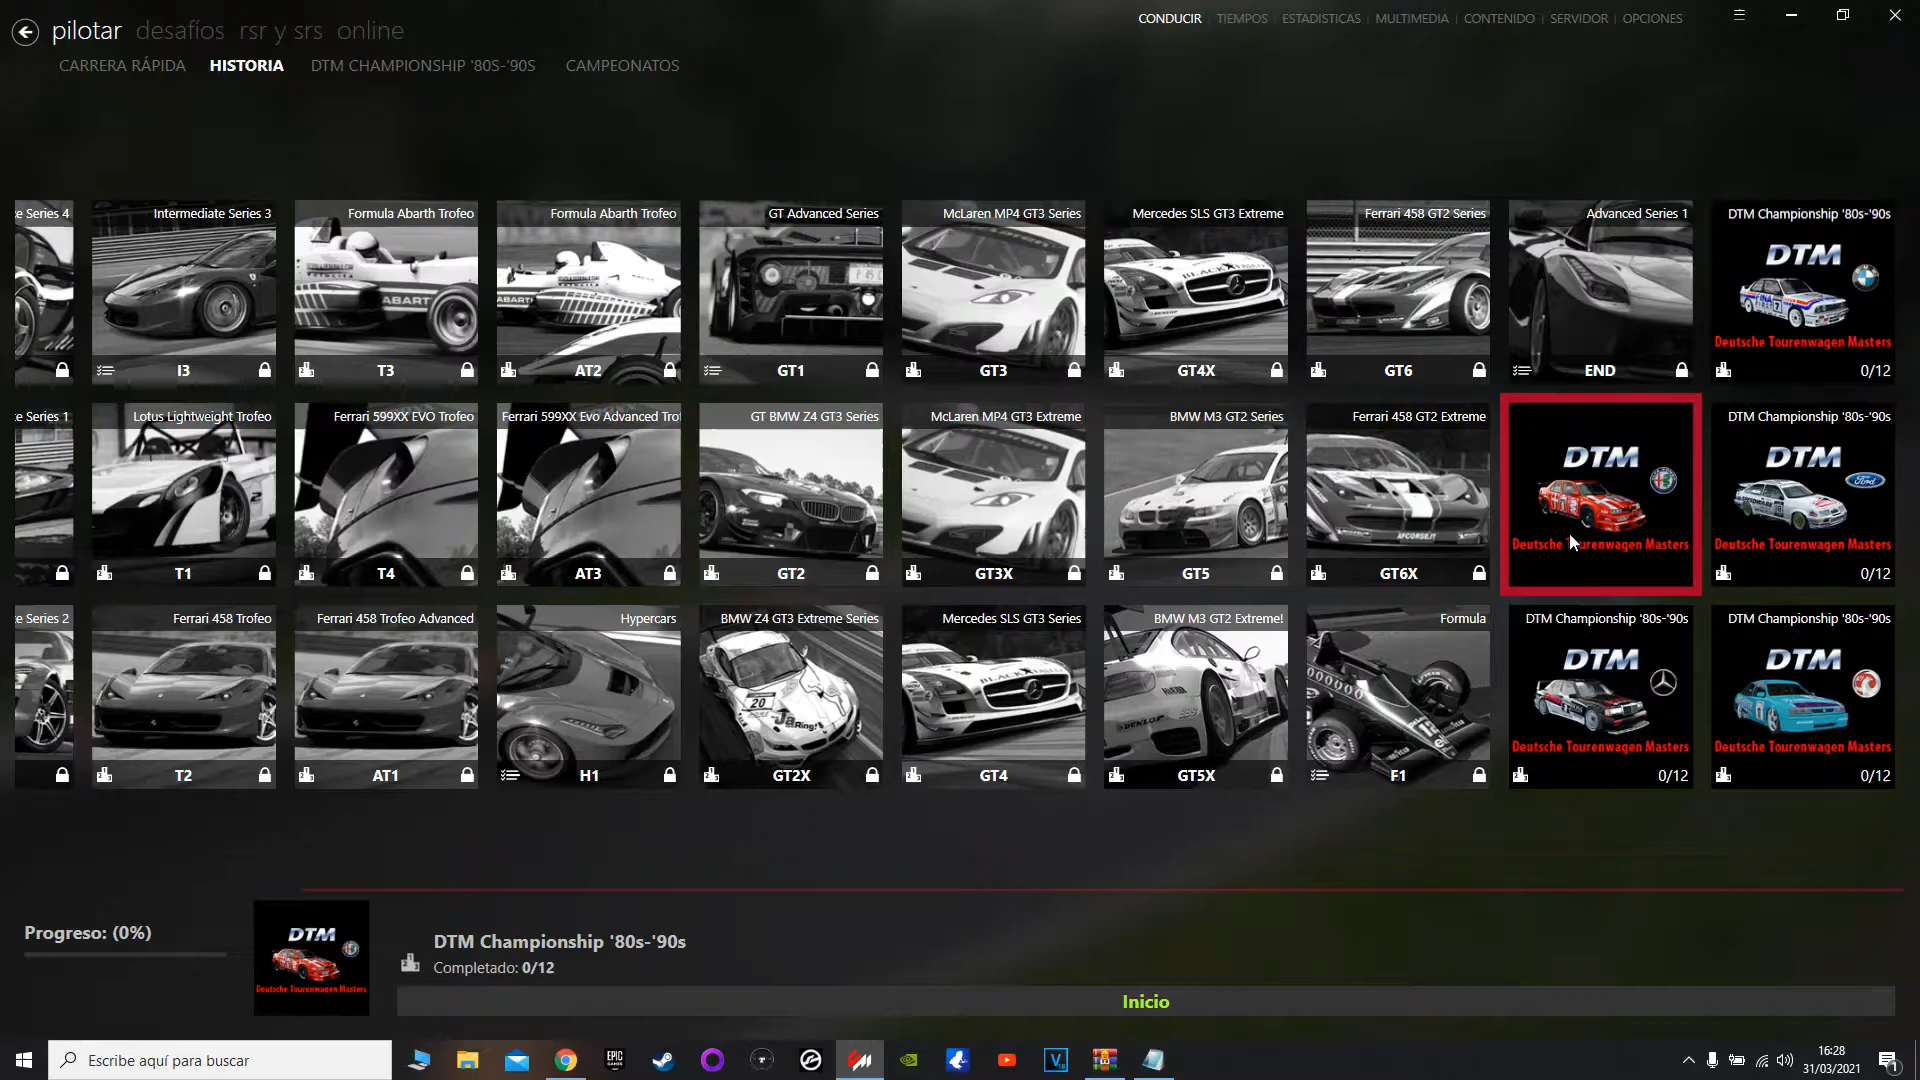 pilotar desafíos rsr y srs online
CONDUCIR TIEMPOS ESTADISTICAS MULTIMEDIA CONTENIDO SERVIDOR OPCIONES
CARRERA RÁPIDA HISTORIA DTM CHAMPIONSHIP '80S-'90S CAMPEONATOS
e Series 4
Intermediate Series 3
Formula Abarth Trofeo
Formula Abarth Trofeo
GT Advanced Series
McLaren MP4 GT3 Series
Mercedes SLS GT3 Extreme
Ferrari 458 GT2 Series
Advanced Series 1
DTM Championship '80s-'90s
DTM
Deutsche Tourenwagen Masters
I3
T3
AT2
GT1
GT3
GT4X
GT6
END
0/12
e Series 1
Lotus Lightweight Trofeo
Ferrari 599XX EVO Trofeo
Ferrari 599XX Evo Advanced Tro
GT BMW Z4 GT3 Series
McLaren MP4 GT3 Extreme
BMW M3 GT2 Series
Ferrari 458 GT2 Extreme
DTM Championship '80s-'90s
DTM
Deutsche Tourenwagen Masters
DTM
Deutsche Tourenwagen Masters
T1
T4
AT3
GT2
GT3X
GT5
GT6X
0/12
e Series 2
Ferrari 458 Trofeo
Ferrari 458 Trofeo Advanced
Hypercars
BMW Z4 GT3 Extreme Series
Mercedes SLS GT3 Series
BMW M3 GT2 Extreme!
Formula
DTM Championship '80s-'90s
DTM Championship '80s-'90s
DTM
Deutsche Tourenwagen Masters
DTM
Deutsche Tourenwagen Masters
T2
AT1
H1
GT2X
GT4
GT5X
F1
0/12
0/12
Progreso: (0%)
DTM
Deutsche Tourenwagen Masters
DTM Championship '80s-'90s
Completado: 0/12
Inicio
Escribe aquí para buscar
EPIC GAMES
16:28
31/03/2021